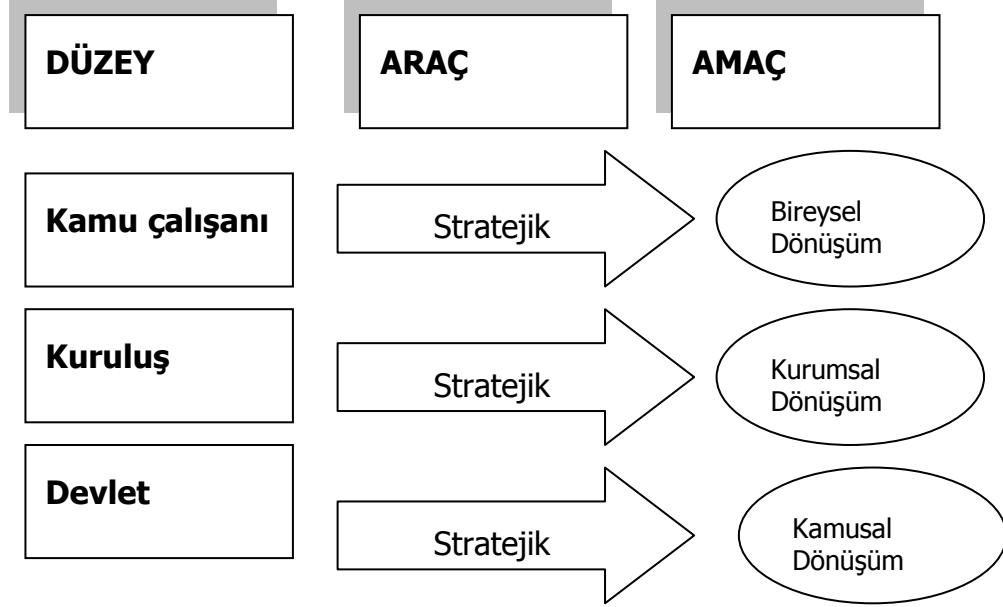 DÜZEY
ARAÇ
AMAÇ
Kamu çalışanı
Stratejik
Bireysel
Dönüşüm
Kuruluş
Stratejik
Kurumsal
Dönüşüm
Devlet
Stratejik
Kamusal
Dönüşüm